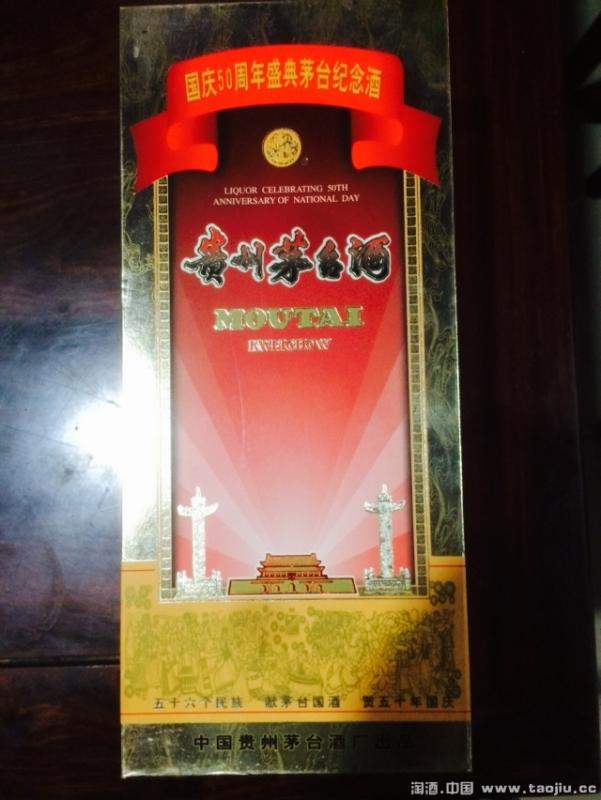 国庆50周年盛典茅台纪念酒
LIQUOR CELEBRATING 50TH
ANNIVERSARY OF NATIONAL DAY
贵州茅台酒
MOUTAI
KWEICHOW
五十六个民族 献茅台国酒 贺五十年国庆
中国贵州茅台酒厂出品
淘酒.中国 www.taojiu.cc